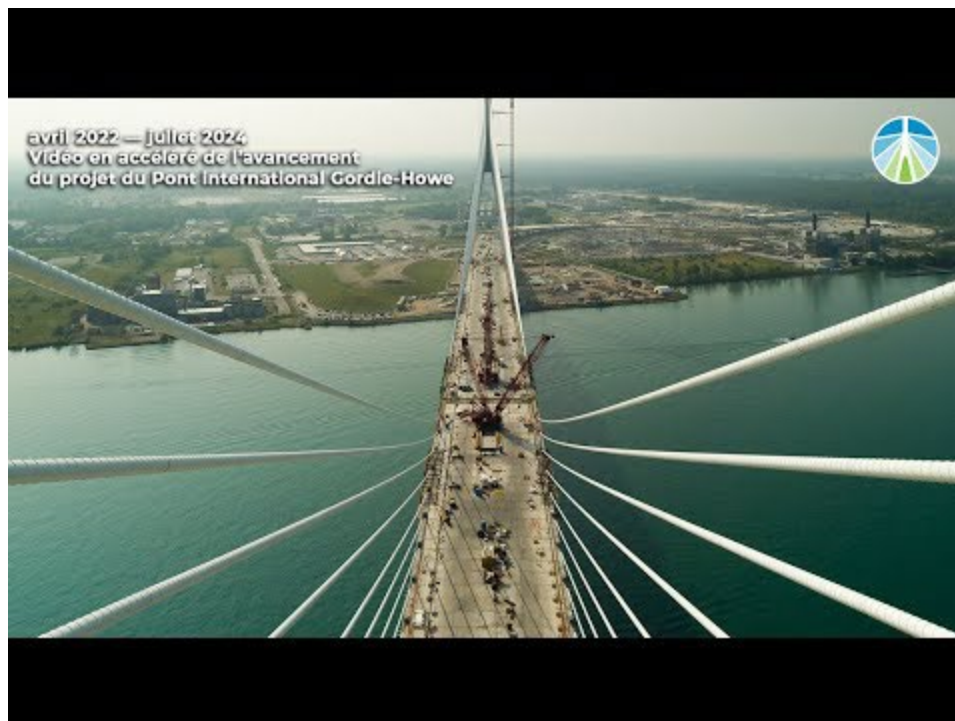 avril 2022 — juillet 2024
Vidéo en accéléré de l'avancement
du projet du Pont International Gordie-Howe